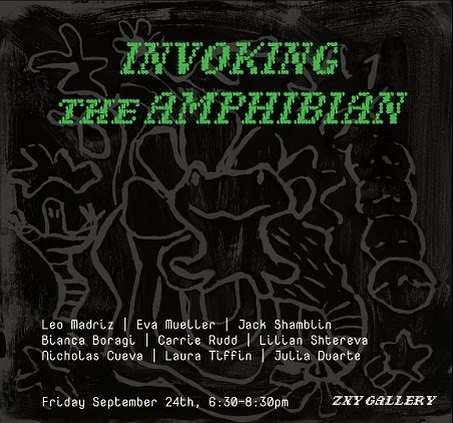 INVOKING
THE AMPHIBIAN
Leo Madriz | Eva Mueller | Jack Shamblin
Bianca Boragi | Carrie Rudd | Lilian Shtereva
Nicholas Cueva | Laura Tiffin | Julia Duarte
Friday September 24th, 6:30-8:30pm
ZXY GALLERY